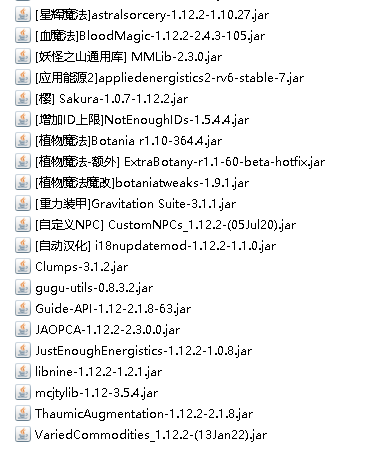 [星辉魔法]astralsorcery-1.12.2-1.10.27.jar
[血魔法]BloodMagic-1.12.2-2.4.3-105.jar
[妖怪之山通用库] MMLib-2.3.0.jar
[应用能源2]appliedenergistics2-rv6-stable-7.jar
[樱] Sakura-1.0.7-1.12.2.jar
[增加ID上限]NotEnoughIDs-1.5.4.4.jar
[植物魔法]Botania r1.10-364.4.jar
[植物魔法-额外] ExtraBotany-r1.1-60-beta-hotfix.jar
[植物魔法魔改]botaniatweaks-1.9.1.jar
[重力装甲]Gravitation Suite-3.1.1.jar
[自定义NPC] CustomNPCs_1.12.2-(05Jul20).jar
[自动汉化] i18nupdatemod-1.12.2-1.1.0.jar
Clumps-3.1.2.jar
gugu-utils-0.8.3.2.jar
Guide-API-1.12-2.1.8-63.jar
JAOPCA-1.12.2-2.3.0.0.jar
JustEnoughEnergistics-1.12.2-1.0.8.jar
libnine-1.12.2-1.2.1.jar
mcjtylib-1.12-3.5.4.jar
ThaumicAugmentation-1.12.2-2.1.8.jar
VariedCommodities_1.12.2-(13Jan22).jar